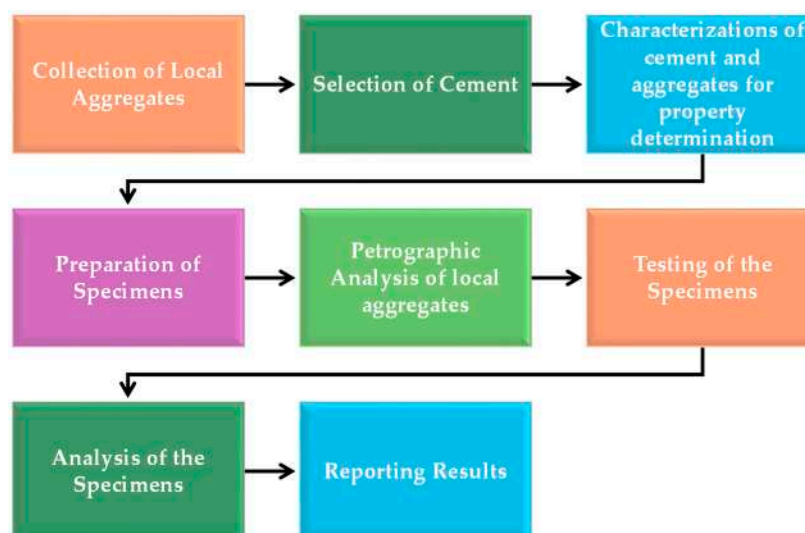 Collection of Local
Aggregates
Selection of Cement
Characterizations of
cement and
aggregates for
property
determination
Preparation of
Specimens
Petrographic
Analysis of local
aggregates
Testing of the
Specimens
Analysis of the
Specimens
Reporting Results